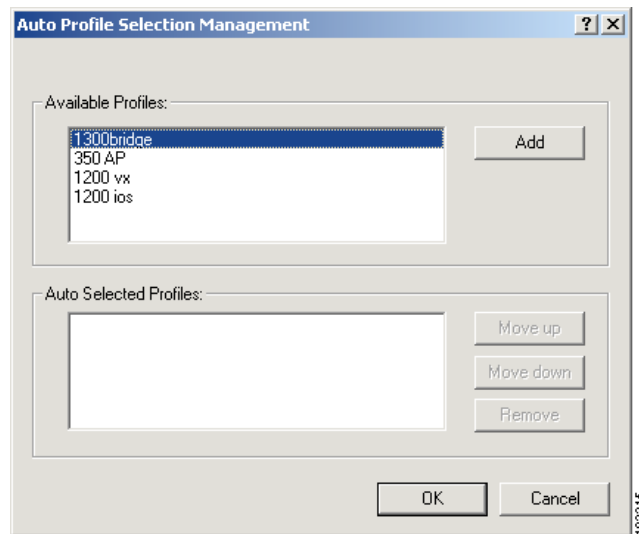 Auto Profile Selection Management
Available Profiles:
1300bridge
350 AP
1200 vx
1200 ios
Add
Auto Selected Profiles:
Move up
Move down
Remove
OK
Cancel